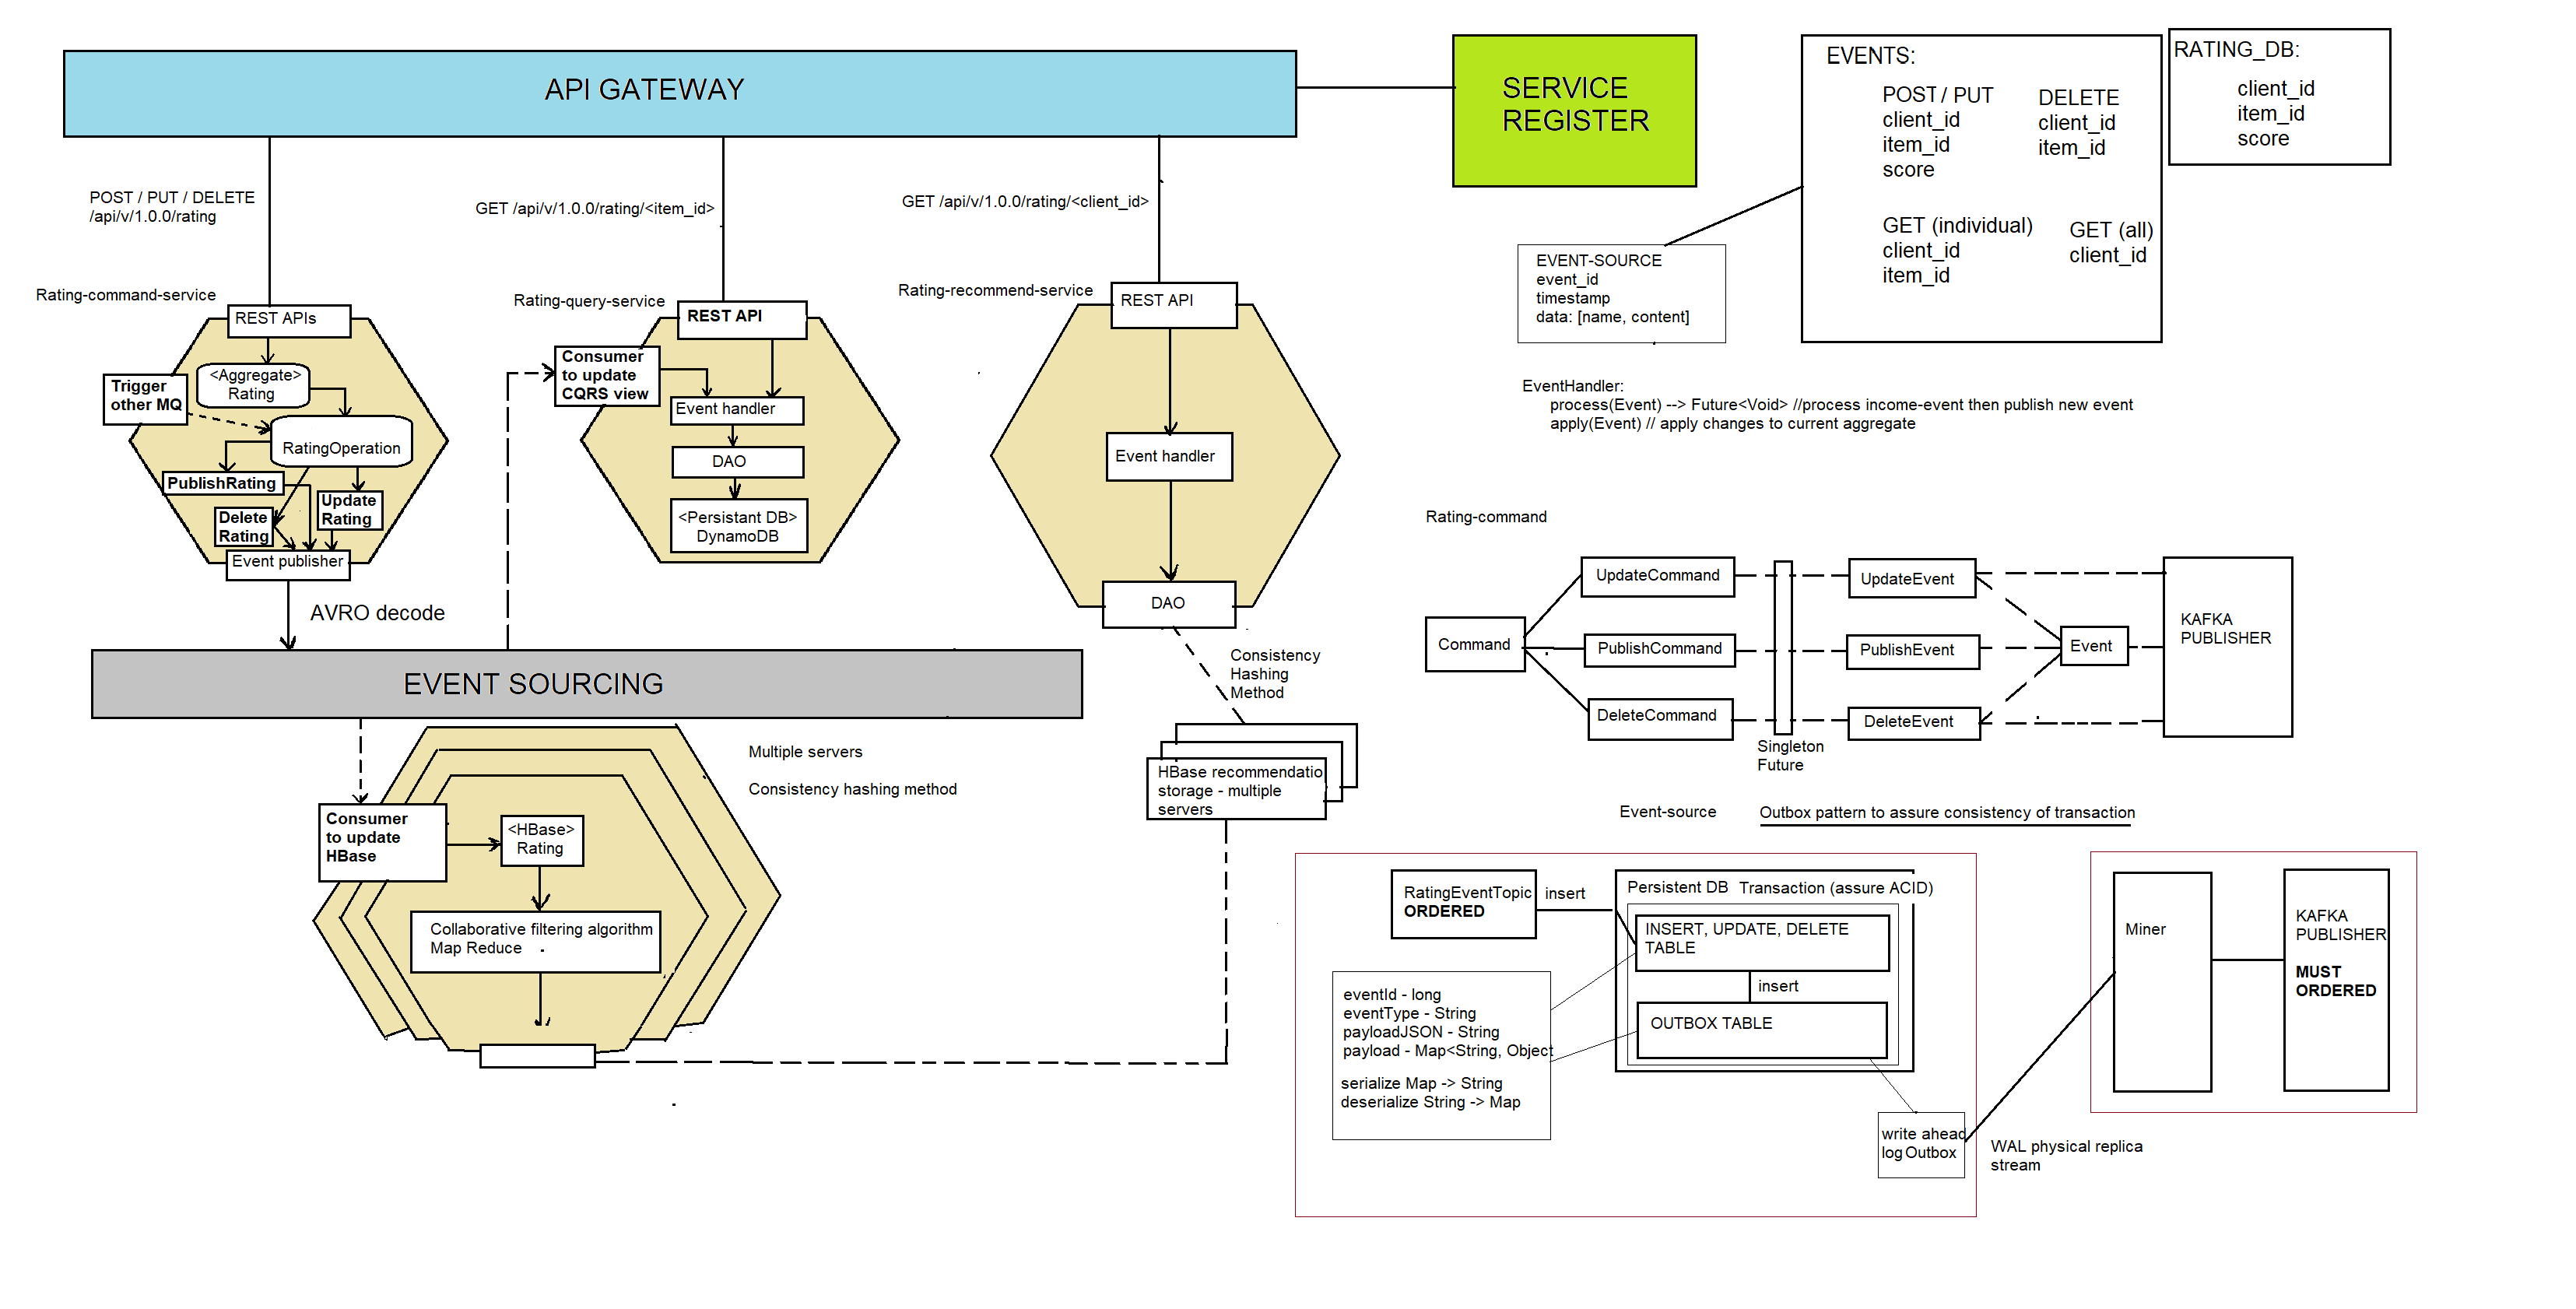 API GATEWAY
SERVICE
REGISTER
EVENTS:
POST / PUT
client_id
item_id
score
DELETE
client_id
item_id
GET (individual)
client_id
item_id
GET (all)
client_id
RATING_DB:
client_id
item_id
score
POST / PUT / DELETE
/api/v/1.0.0/rating
GET /api/v/1.0.0/rating/<item_id>
GET /api/v/1.0.0/rating/<client_id>
EVENT-SOURCE
event_id
timestamp
data: [name, content]
EventHandler:
process(Event) --> Future<Void> //process income-event then publish new event
apply(Event) // apply changes to current aggregate
Rating-command-service
REST APIs
<Aggregate>
Rating
Trigger
other MQ
RatingOperation
PublishRating
Update
Rating
Delete
Rating
Event publisher
AVRO decode
Rating-query-service
REST API
Consumer
to update
CQRS view
Event handler
DAO
<Persistant DB>
DynamoDB
Rating-recommend-service
REST API
Event handler
DAO
Consistency
Hashing
Method
HBase recommendatio
storage - multiple
servers
EVENT SOURCING
Multiple servers
Consistency hashing method
Consumer
to update
HBase
<HBase>
Rating
Collaborative filtering algorithm
Map Reduce
Rating-command
Command
UpdateCommand
PublishCommand
DeleteCommand
Singleton
Future
UpdateEvent
PublishEvent
DeleteEvent
Event
KAFKA
PUBLISHER
Event-source
Outbox pattern to assure consistency of transaction
RatingEventTopic
ORDERED
insert
Persistent DB Transaction (assure ACID)
INSERT, UPDATE, DELETE
TABLE
insert
OUTBOX TABLE
eventId - long
eventType - String
payloadJSON - String
payload - Map<String, Object
serialize Map -> String
deserialize String -> Map
write ahead
log Outbox
WAL physical replica
stream
Miner
KAFKA
PUBLISHER
MUST
ORDERED